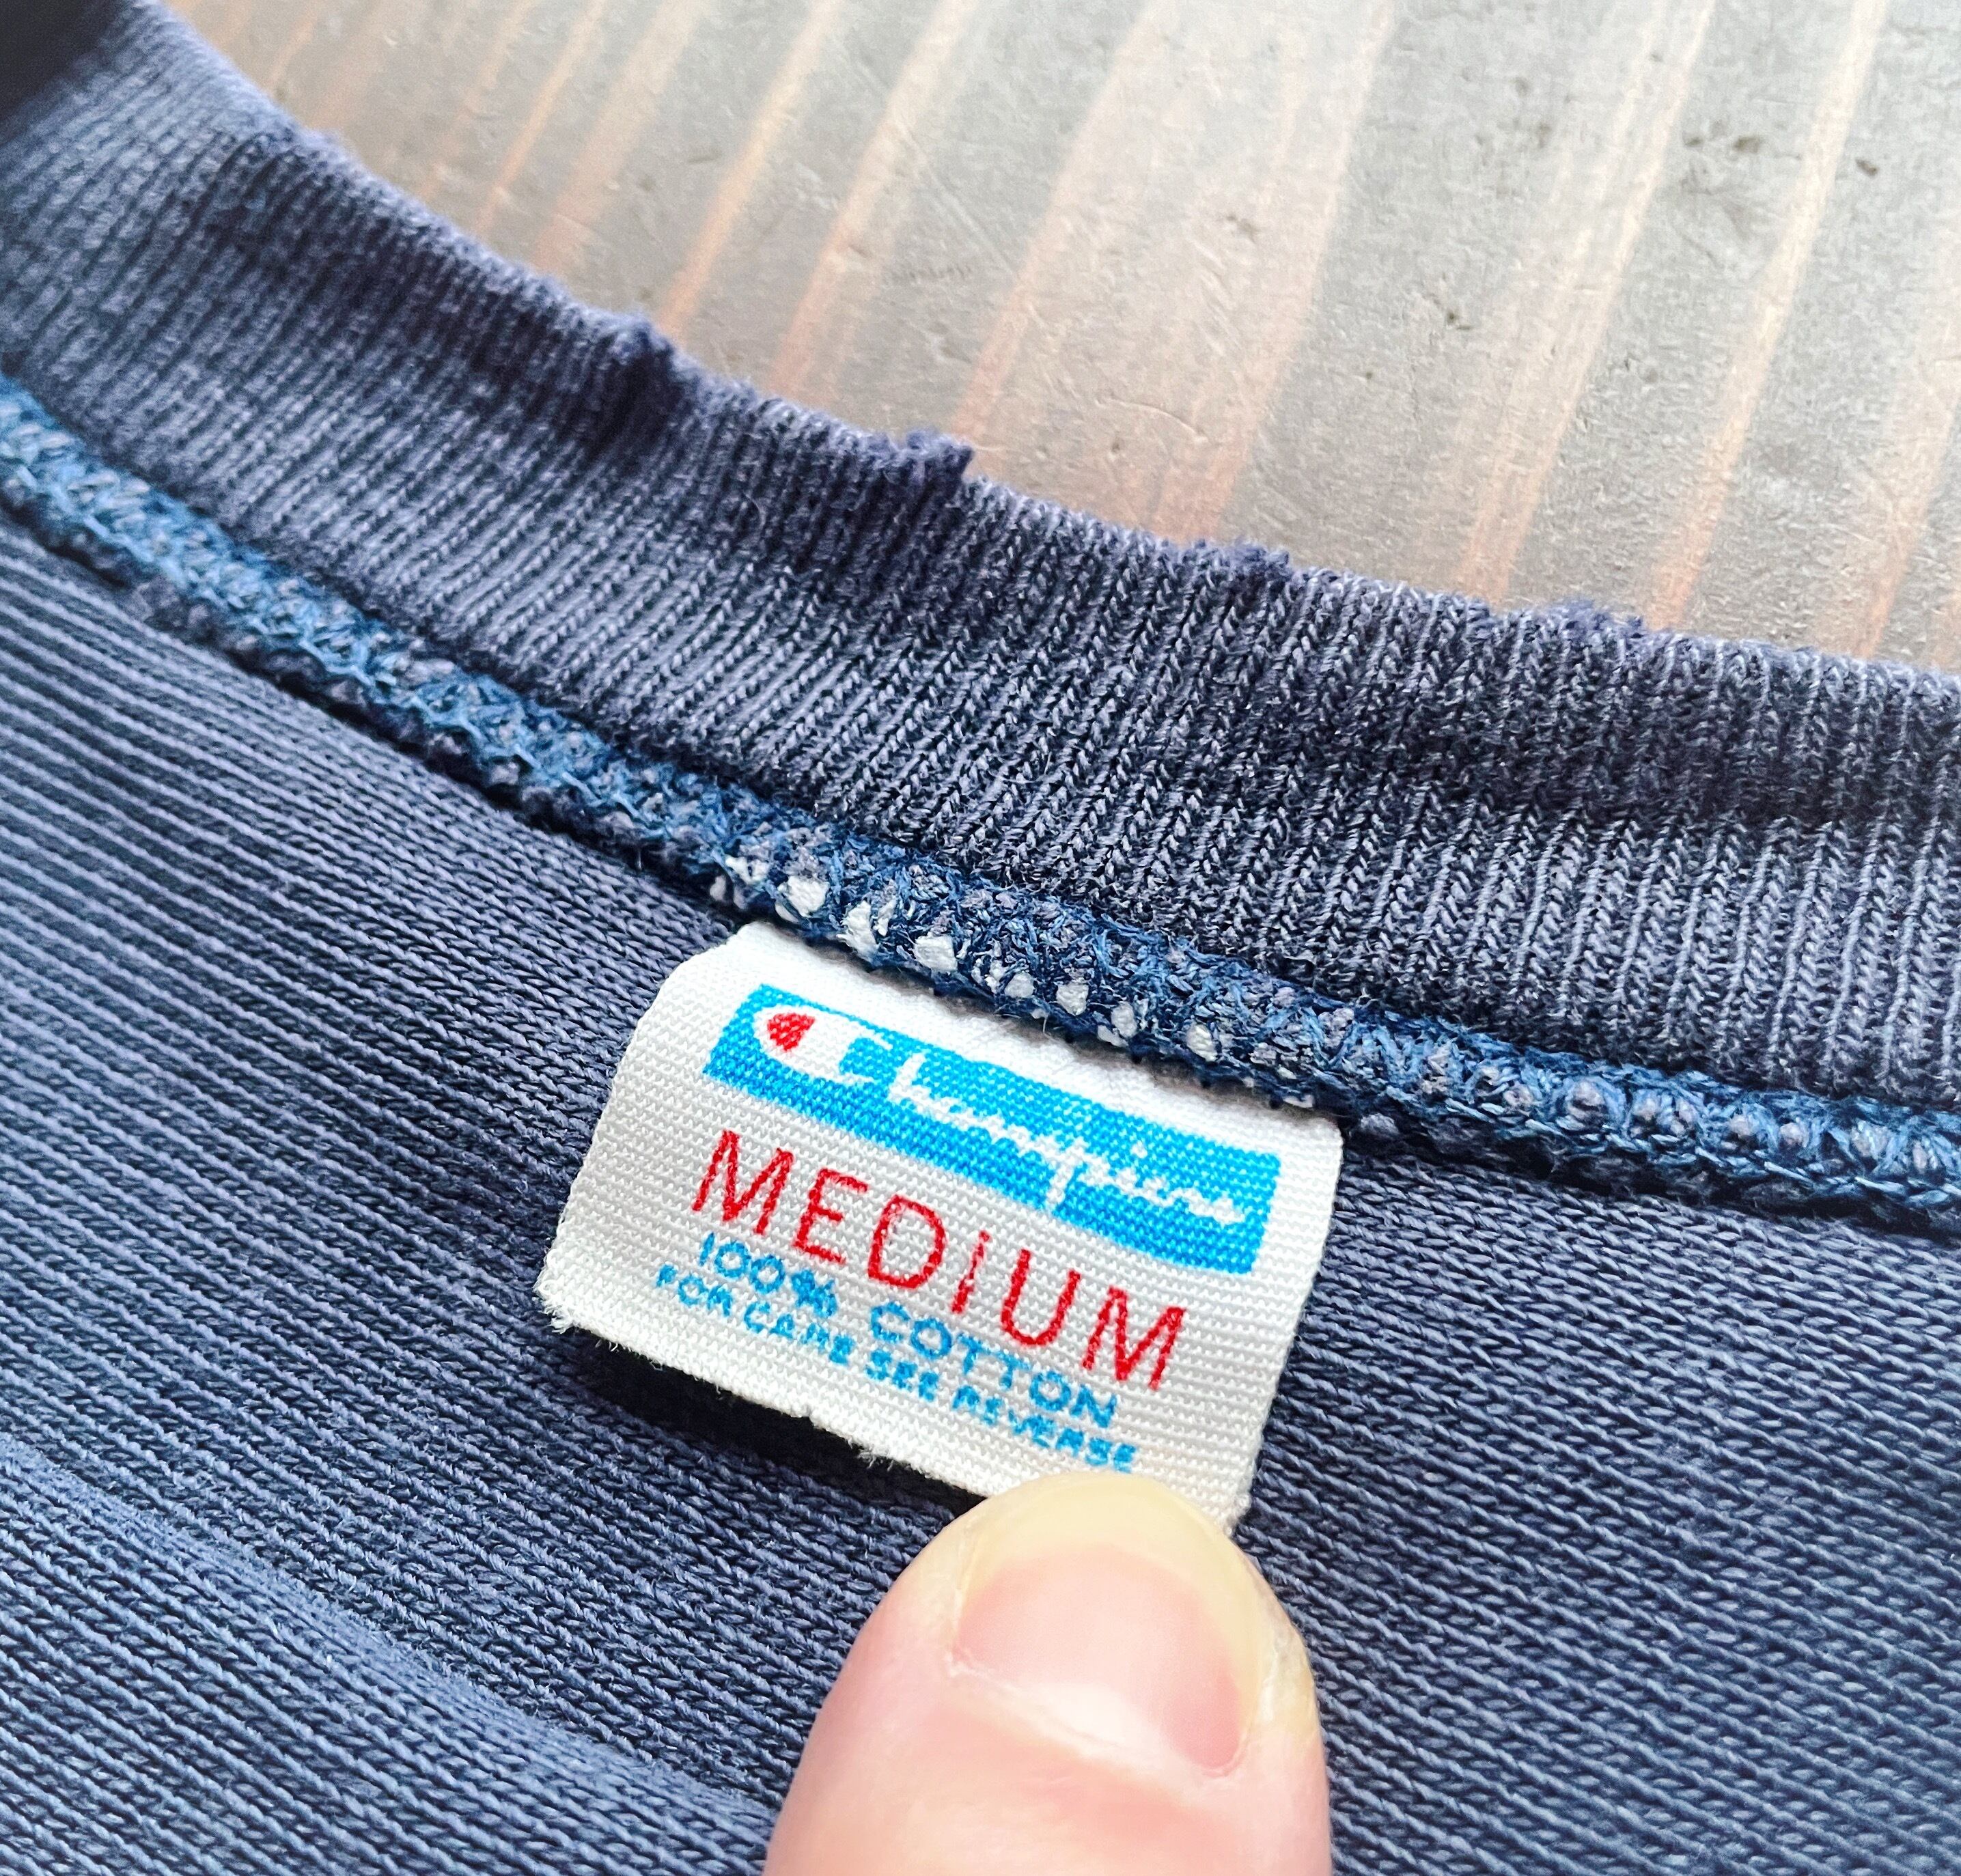 Champion
MEDIUM
100% COTTON
FOR CARE SEE REVERSE